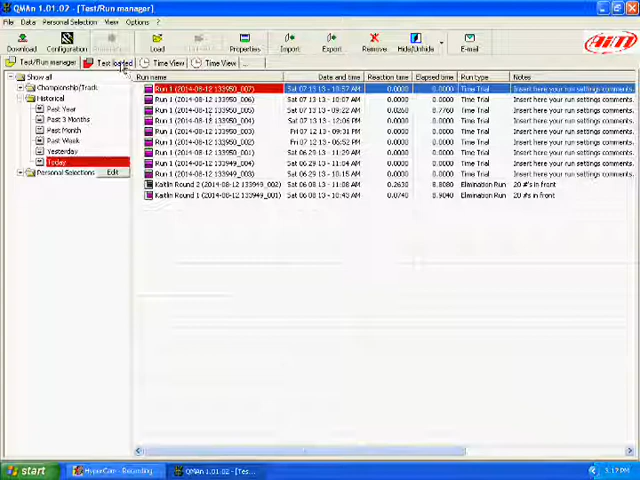 QMAn 1.01.02 - [Test/Run manager]
File Data Personal Selection View Options ?
Download Configuration Load Properties Import Export Remove Hide/Unhide E-mail
Test/Run manager Test loaded Time View Time View ...
Run name Date and time Reaction time Elapsed time Run type Notes
Show all
Championship/Track
Historical
Past Year
Past 3 Months
Past Month
Past Week
Yesterday
Today
Personal Selections Edit
Run 1 (2014-08-12 133950_007) Sat 07 13 13 - 10:57 AM 0.0000 0.0000 Time Trial Insert here your run settings comments.
Run 1 (2014-08-12 133950_006) Sat 07 13 13 - 10:07 AM 0.0000 0.0000 Time Trial Insert here your run settings comments.
Run 1 (2014-08-12 133950_005) Sat 07 13 13 - 09:22 AM 8.7760 Time Trial Insert here your run settings comments.
Run 1 (2014-08-12 133950_004) Sat 07 13 13 - 12:06 PM 0.0000 0.0000 Time Trial Insert here your run settings comments.
Run 1 (2014-08-12 133950_003) Fri 07 12 13 - 09:31 PM 0.0000 0.0000 Time Trial Insert here your run settings comments.
Run 1 (2014-08-12 133950_002) Fri 07 12 13 - 06:52 PM 0.0000 0.0000 Time Trial Insert here your run settings comments.
Run 1 (2014-08-12 133950_001) Sat 06 08 13 - 11:29 AM 0.0000 0.0000 Time Trial Insert here your run settings comments.
Run 1 (2014-08-12 133949_004) Sat 06 08 13 - 11:04 AM 0.0000 0.0000 Time Trial Insert here your run settings comments.
Run 1 (2014-08-12 133949_003) Sat 06 08 13 - 10:15 AM 0.0000 0.0000 Time Trial Insert here your run settings comments.
Kaitlin Round 2 (2014-08-12 133949_002) Sat 06 08 13 - 11:08 AM 0.2630 8.8080 Elimination Run 20 #'s in front
Kaitlin Round 1 (2014-08-12 133949_001) Sat 06 08 13 - 10:43 AM 0.0740 8.9040 Elimination Run 20 #'s in front
start HyperCam - Recording QMAn 1.01.02 - [Tes... 3:17 PM